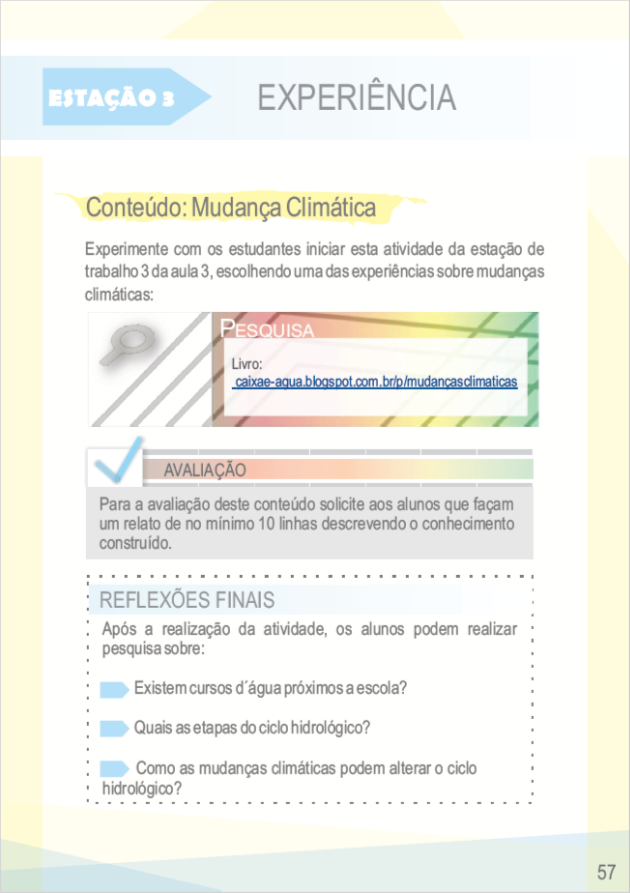 ESTAÇÃO 3
EXPERIÊNCIA
Conteúdo: Mudança Climática
Experimente com os estudantes iniciar esta atividade da estação de
trabalho 3 da aula 3, escolhendo uma das experiências sobre mudanças
climáticas:
PESQUISA
Livro:
caixae-agua.blogspot.com.br/p/mudançasclimaticas
AVALIAÇÃO
Para a avaliação deste conteúdo solicite aos alunos que façam
um relato de no mínimo 10 linhas descrevendo o conhecimento
construído.
REFLEXÕES FINAIS
Após a realização da atividade, os alunos podem realizar
pesquisa sobre:
Existem cursos d´água próximos a escola?
Quais as etapas do ciclo hidrológico?
Como as mudanças climáticas podem alterar o ciclo
hidrológico?
57